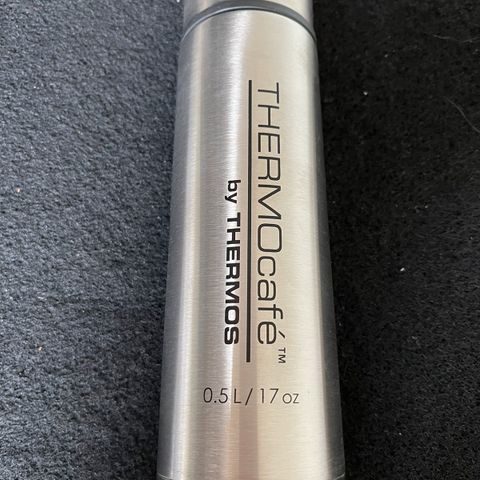 THERMOcafé™
by THERMOS
0.5 L / 17 oz